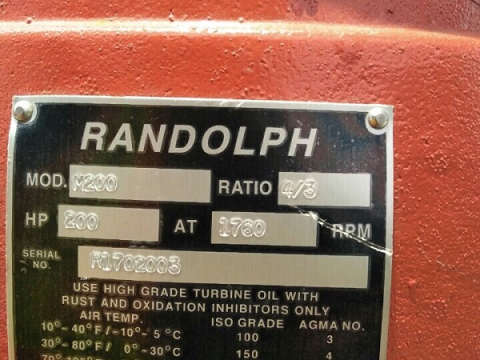 RANDOLPH
MOD. M200 RATIO 4/3
HP 200 AT 1760 RPM
SERIAL NO. R1702003
USE HIGH GRADE TURBINE OIL WITH
RUST AND OXIDATION INHIBITORS ONLY
AIR TEMP. ISO GRADE AGMA NO.
10°-40°F/-10°-5°C 100 3
30°-80°F/ 0°-30°C 150 4